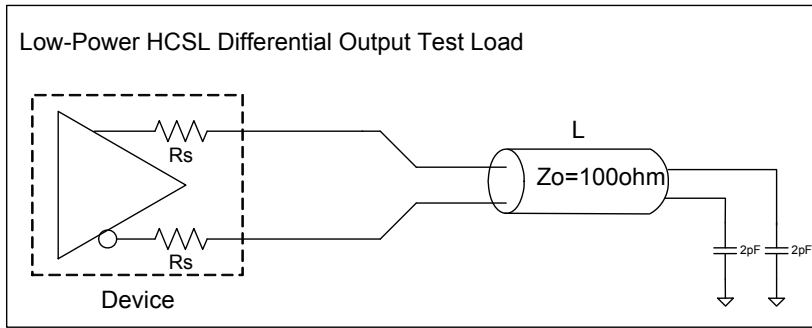 Low-Power HCSL Differential Output Test Load
L
Rs
Zo=100ohm
2pF
2pF
Rs
Device